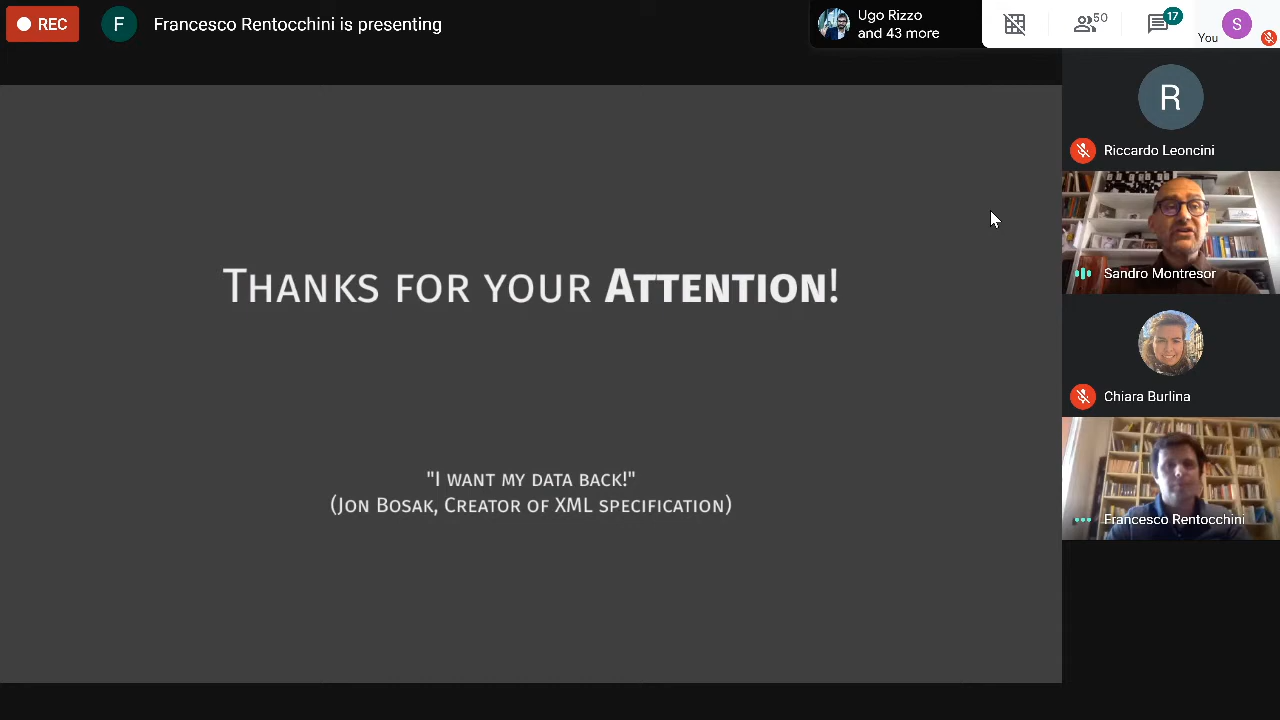 REC
F
Francesco Rentocchini is presenting
Ugo Rizzo
and 43 more
50
17
You
S
R
Riccardo Leoncini
Sandro Montresor
Chiara Burlina
Francesco Rentocchini
Thanks for your Attention!
"I want my data back!"
(Jon Bosak, Creator of XML specification)